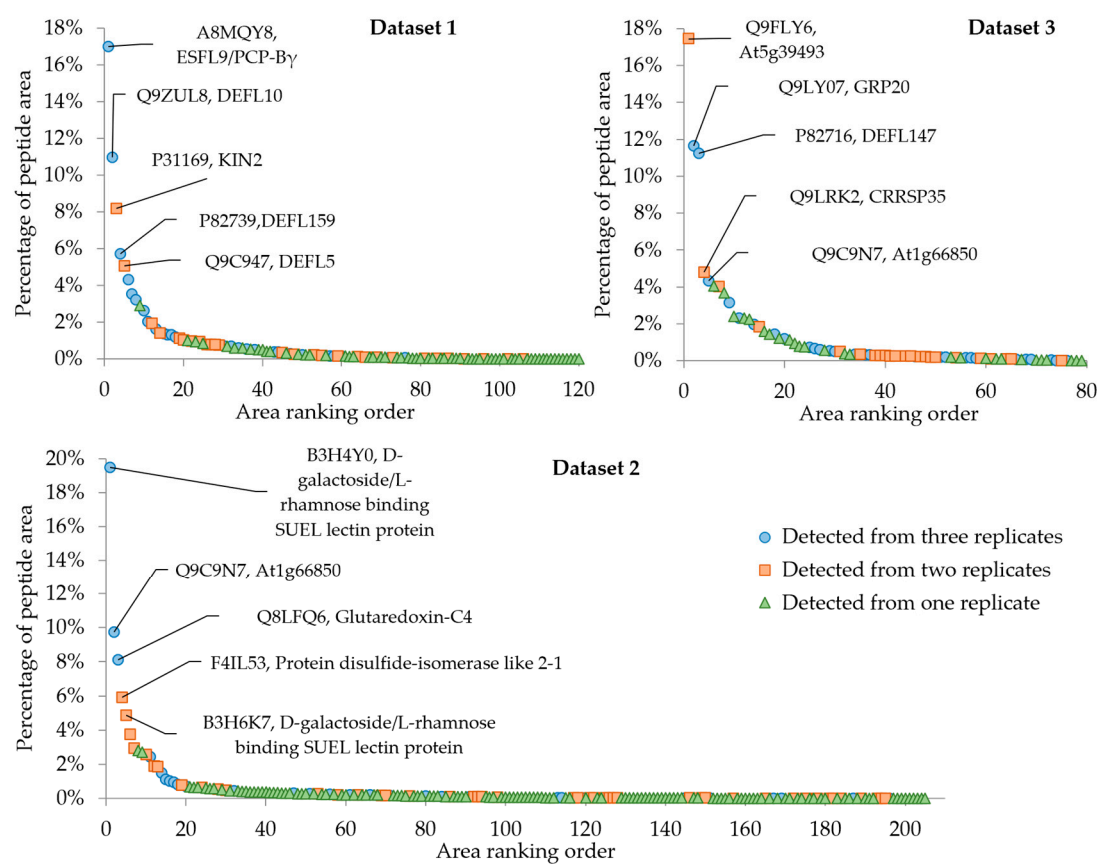 Dataset 1
Percentage of peptide area
18%
16%
14%
12%
10%
8%
6%
4%
2%
0%
A8MQY8,
ESFL9/PCP-Bγ
Q9ZUL8, DEFL10
P31169, KIN2
P82739,DEFL159
Q9C947, DEFL5
0 20 40 60 80 100 120
Area ranking order
Dataset 3
Percentage of peptide area
18%
16%
14%
12%
10%
8%
6%
4%
2%
0%
Q9FLY6,
At5g39493
Q9LY07, GRP20
P82716, DEFL147
Q9LRK2, CRRSP35
Q9C9N7, At1g66850
0 20 40 60 80
Area ranking order
Dataset 2
Percentage of peptide area
20%
18%
16%
14%
12%
10%
8%
6%
4%
2%
0%
B3H4Y0, D-
galactoside/L-
rhamnose binding
SUEL lectin protein
Q9C9N7, At1g66850
Q8LFQ6, Glutaredoxin-C4
F4IL53, Protein disulfide-isomerase like 2-1
B3H6K7, D-galactoside/L-rhamnose
binding SUEL lectin protein
0 20 40 60 80 100 120 140 160 180 200
Area ranking order
Detected from three replicates
Detected from two replicates
Detected from one replicate